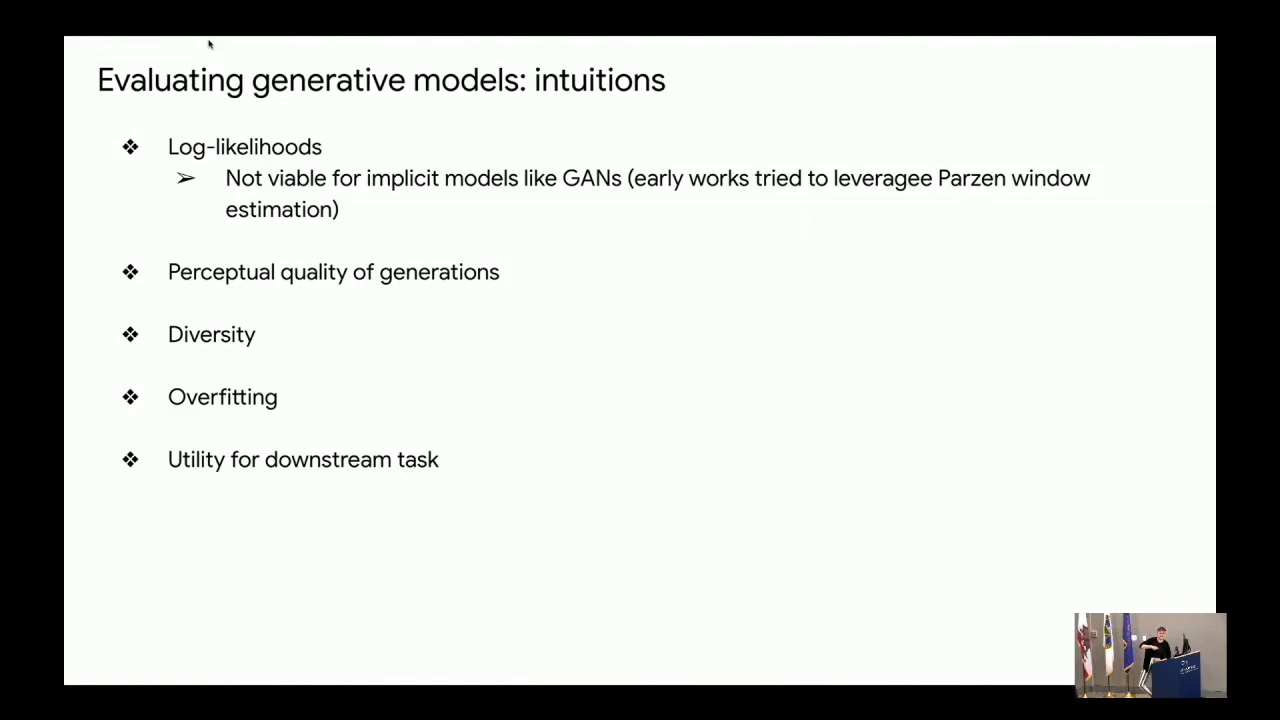 Evaluating generative models: intuitions
❖ Log-likelihoods
➢ Not viable for implicit models like GANs (early works tried to leveragee Parzen window
estimation)
❖ Perceptual quality of generations
❖ Diversity
❖ Overfitting
❖ Utility for downstream task